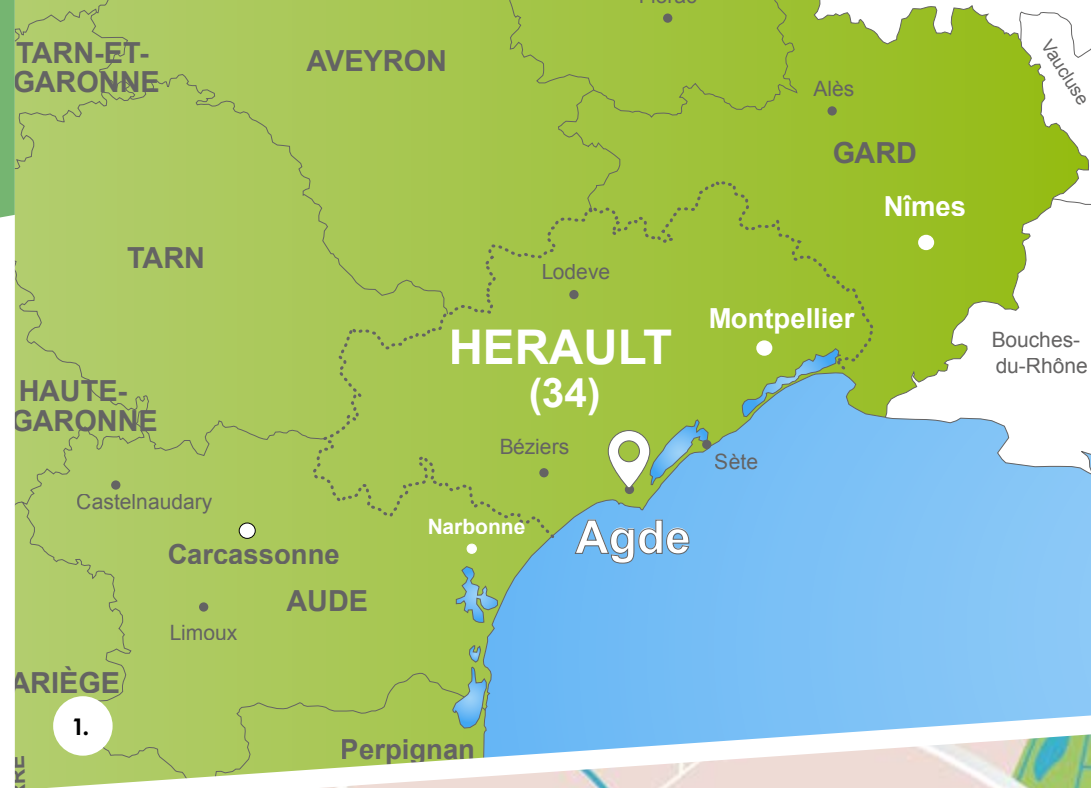 TARN-ET-
GARONNE
AVEYRON
Vaucluse
Alès
GARD
Nîmes
TARN
Lodeve
Montpellier
HERAULT
(34)
Bouches-
du-Rhône
HAUTE-
GARONNE
Béziers
Sète
Castelnaudary
Narbonne
Agde
Carcassonne
AUDE
Limoux
ARIÈGE
1.
Perpignan